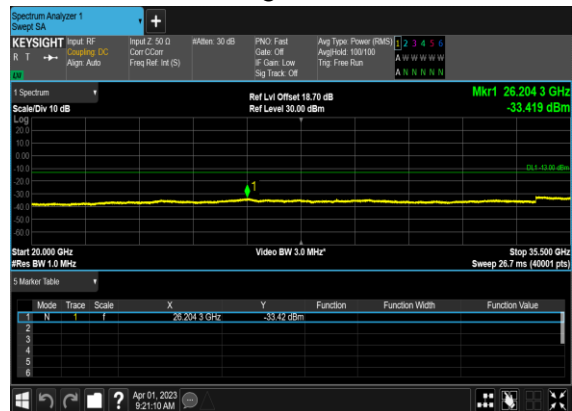 Spectrum Analyzer 1
Swept SA
+
KEYSIGHT Input: RF Input Z: 50 Ω #Atten: 30 dB PNO: Fast Avg Type: Power (RMS) 1 2 3 4 5 6
R T Coupling: DC Corr CCorr Gate: Off Avg|Hold: 100/100 A W W W W W
Align: Auto Freq Ref: Int (S) IF Gain: Low Trig: Free Run
Sig Track: Off A N N N N N
LXI
1 Spectrum Ref Lvl Offset 18.70 dB Mkr1 26.204 3 GHz
Scale/Div 10 dB Ref Level 30.00 dBm -33.419 dBm
Log
20.0
10.0
0.00
-10.0 DL1 -13.00 dBm
-20.0
-30.0 1
-40.0
-50.0
-60.0
Start 20.000 GHz Video BW 3.0 MHz* Stop 35.500 GHz
#Res BW 1.0 MHz Sweep 26.7 ms (40001 pts)
5 Marker Table
Mode Trace Scale X Y Function Function Width Function Value
1 N 1 f 26.204 3 GHz -33.42 dBm
2
3
4
5
6
? Apr 01, 2023
9:21:10 AM